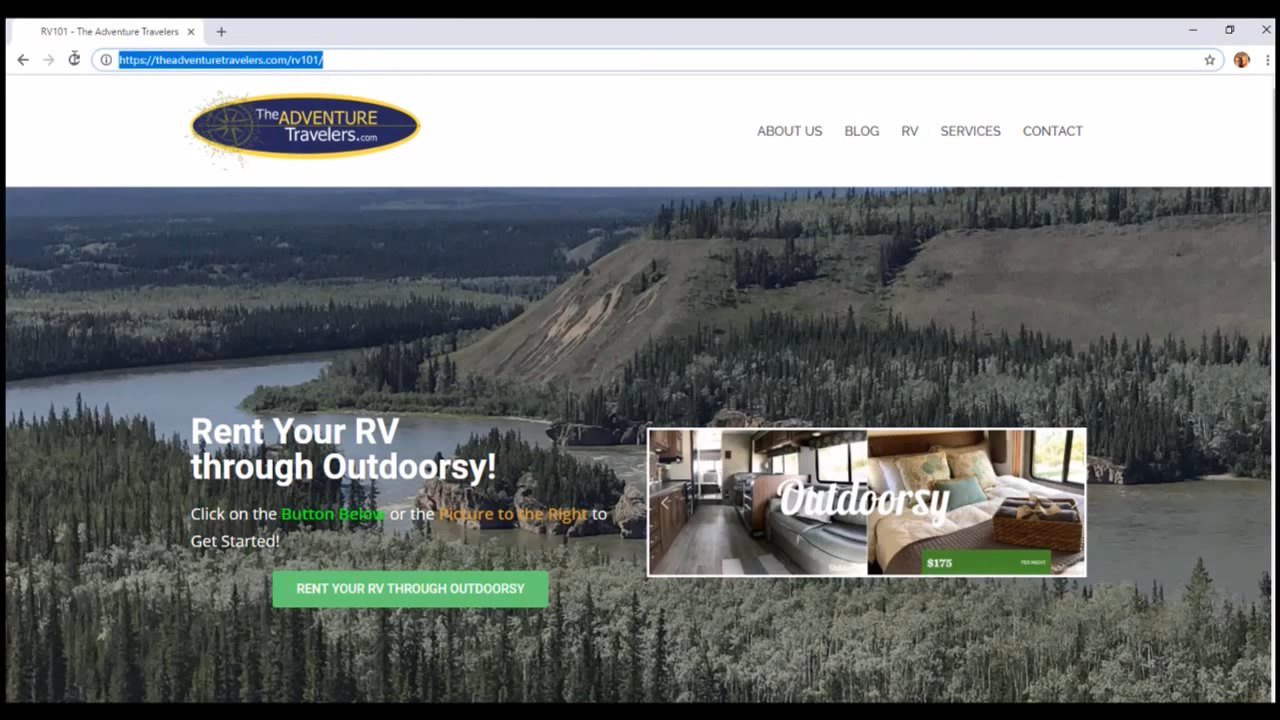 RV101 - The Adventure Travelers
https://theadventuretravelers.com/rv101/
The ADVENTURE
Travelers.com
ABOUT US BLOG RV SERVICES CONTACT
Rent Your RV
through Outdoorsy!
Click on the Button Below or the Picture to the Right to
Get Started!
RENT YOUR RV THROUGH OUTDOORSY
Outdoorsy
$175 PER NIGHT